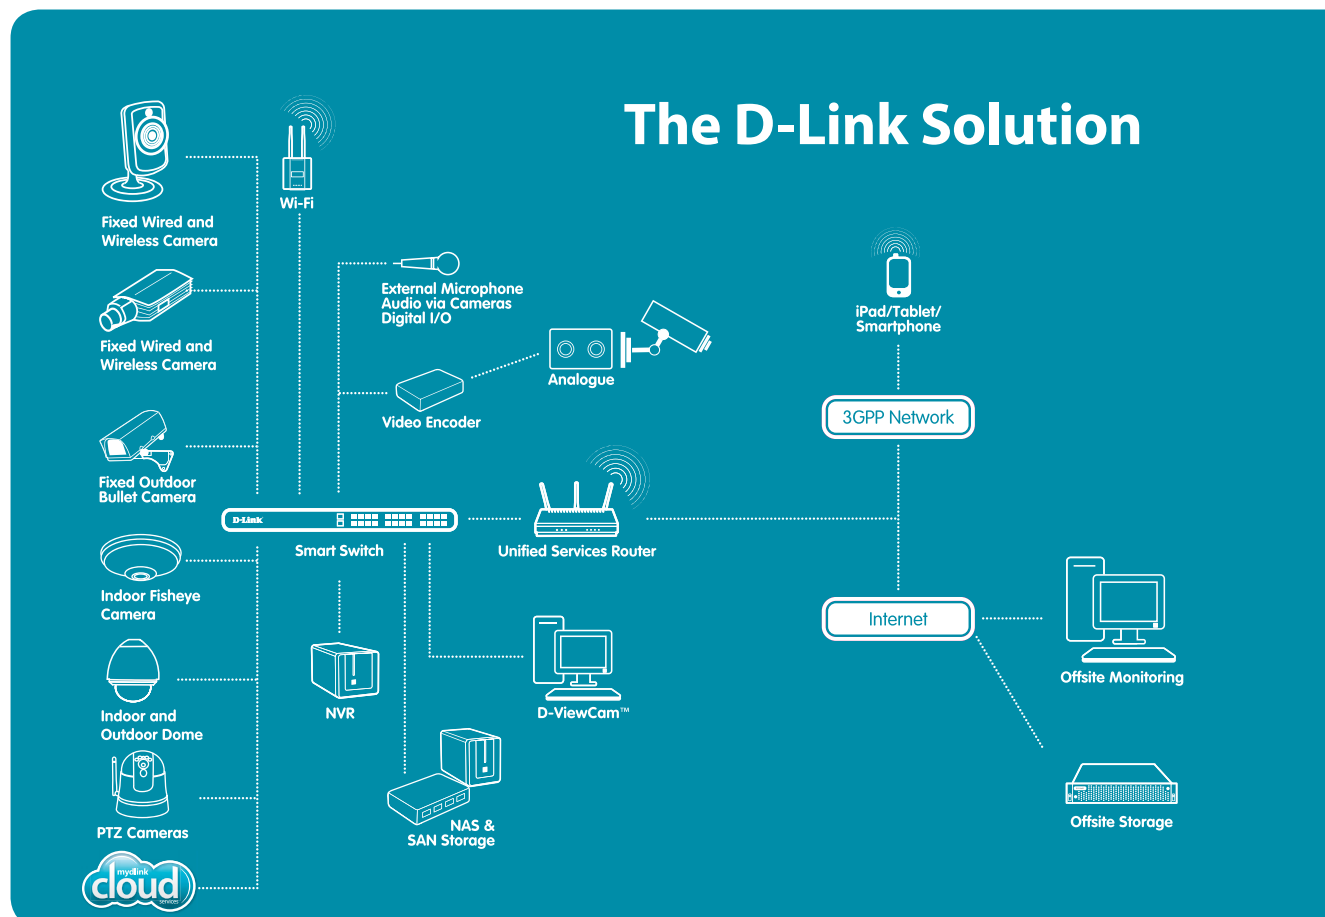 The D-Link Solution
Fixed Wired and
Wireless Camera
Wi-Fi
External Microphone
Audio via Cameras
Digital I/O
iPad/Tablet/
Smartphone
Fixed Wired and
Wireless Camera
Analogue
Video Encoder
3GPP Network
Fixed Outdoor
Bullet Camera
D-Link
Smart Switch
Unified Services Router
Indoor Fisheye
Camera
Internet
Offsite Monitoring
Indoor and
Outdoor Dome
NVR
D-ViewCam™
PTZ Cameras
NAS &
SAN Storage
Offsite Storage
mydlink
cloud
services